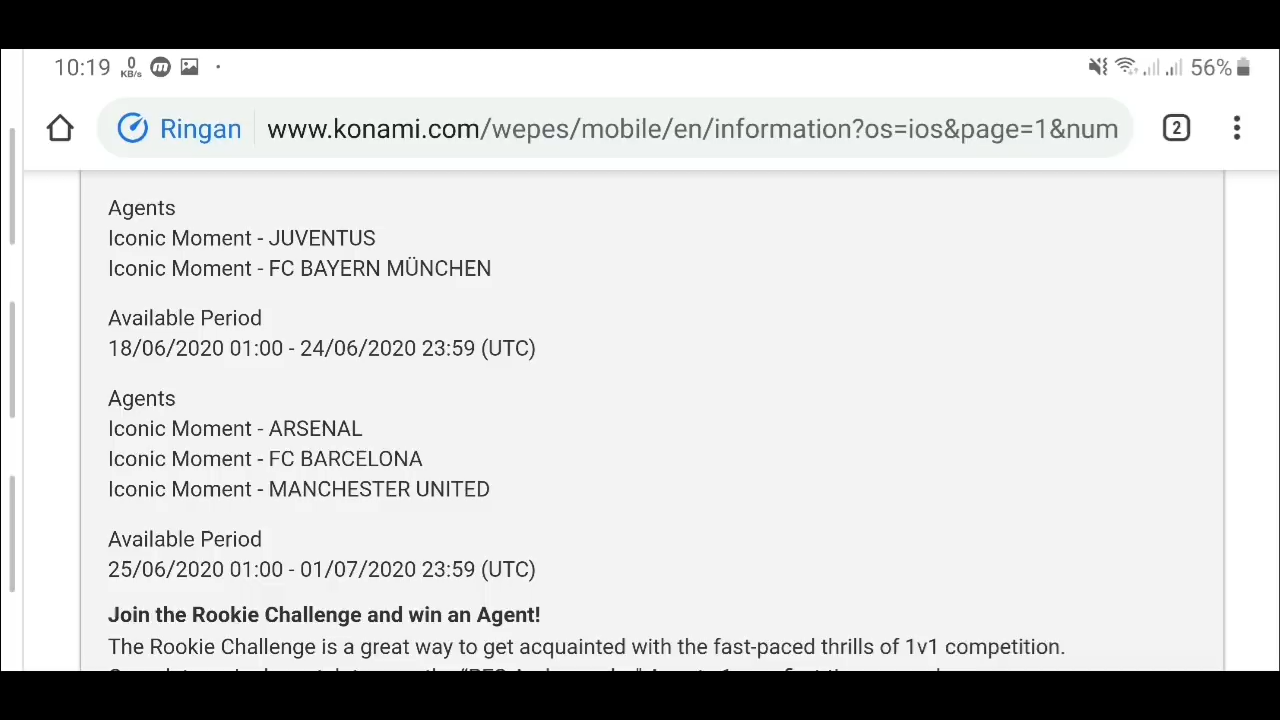 10:19 0 KB/s m 56%
Ringan www.konami.com/wepes/mobile/en/information?os=ios&page=1&num 2
Agents
Iconic Moment - JUVENTUS
Iconic Moment - FC BAYERN MÜNCHEN
Available Period
18/06/2020 01:00 - 24/06/2020 23:59 (UTC)
Agents
Iconic Moment - ARSENAL
Iconic Moment - FC BARCELONA
Iconic Moment - MANCHESTER UNITED
Available Period
25/06/2020 01:00 - 01/07/2020 23:59 (UTC)
Join the Rookie Challenge and win an Agent!
The Rookie Challenge is a great way to get acquainted with the fast-paced thrills of 1v1 competition.